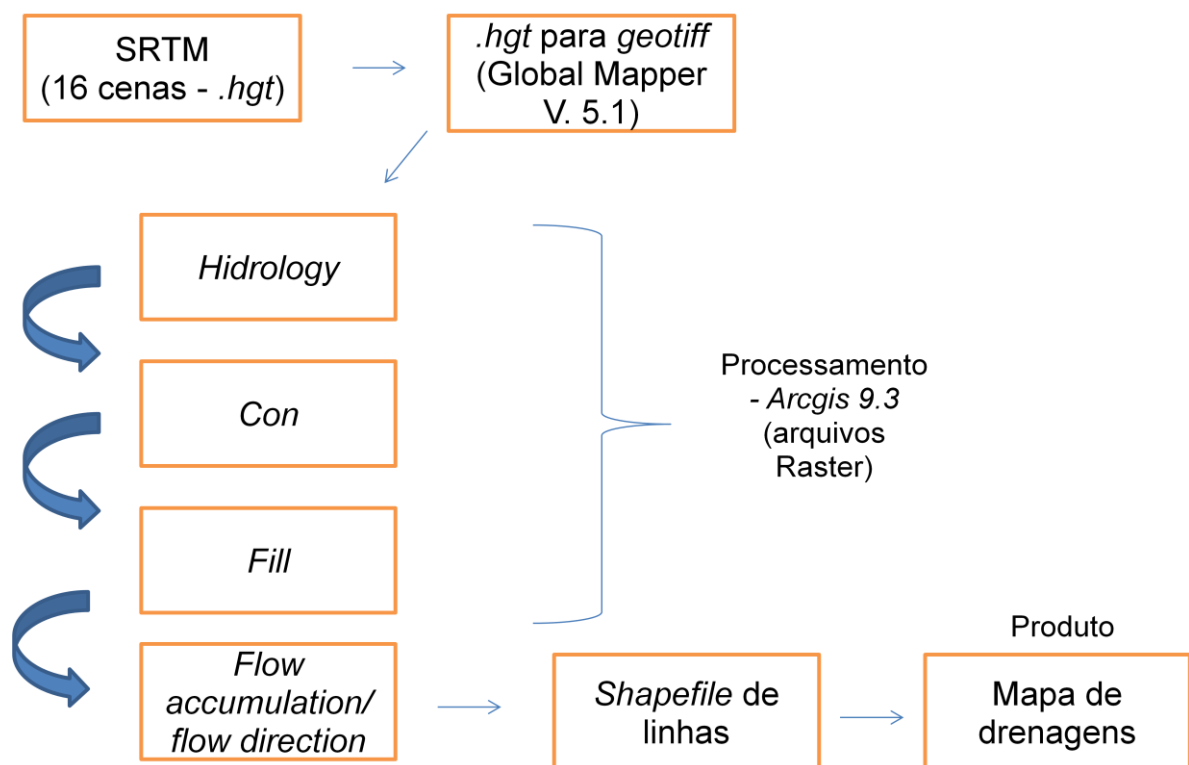 SRTM
(16 cenas - .hgt)
.hgt para geotiff
(Global Mapper
V. 5.1)
Hidrology
Con
Fill
Flow
accumulation/
flow direction
Processamento
- Arcgis 9.3
(arquivos
Raster)
Shapefile de
linhas
Produto
Mapa de
drenagens